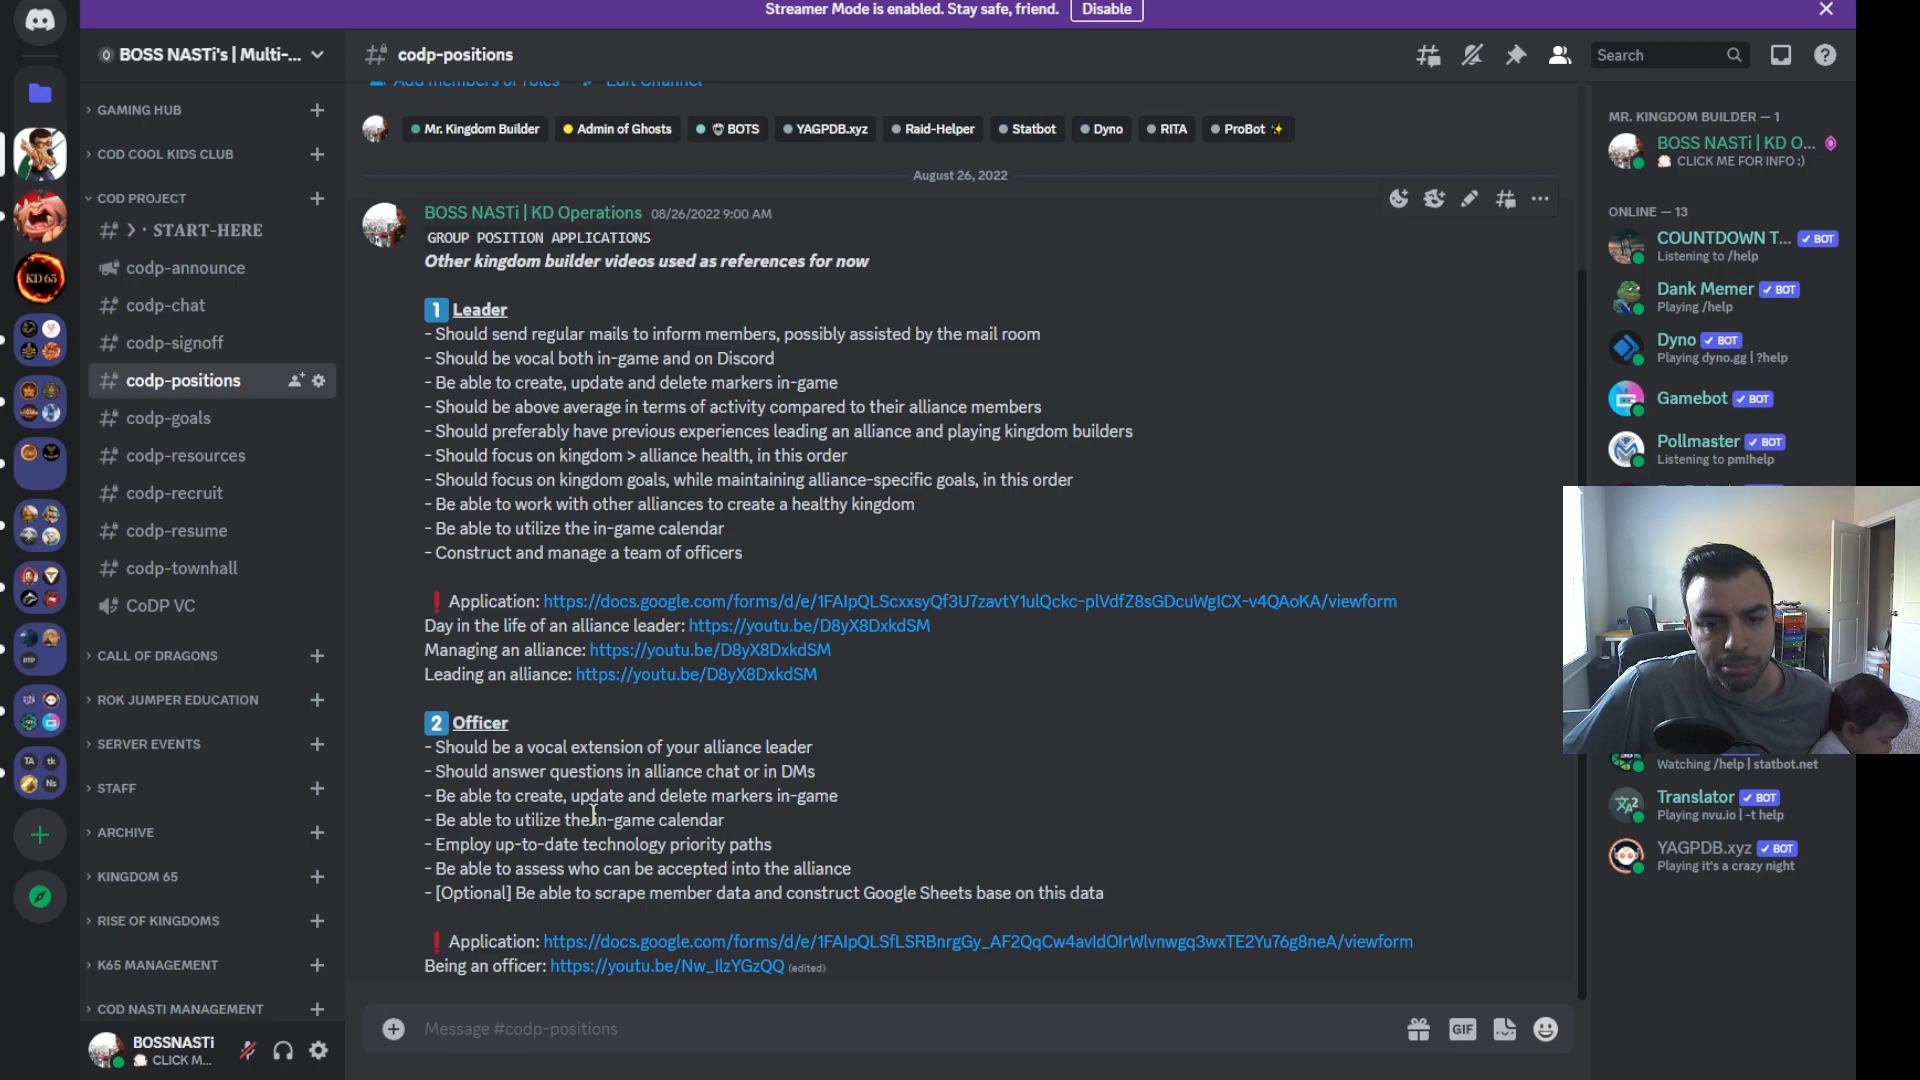 Streamer Mode is enabled. Stay safe, friend.
Disable
BOSS NASTi's | Multi-...
codp-positions
Search
Add members or roles
Edit Channel
GAMING HUB
COD COOL KIDS CLUB
COD PROJECT
START-HERE
codp-announce
codp-chat
codp-signoff
codp-positions
codp-goals
codp-resources
codp-recruit
codp-resume
codp-townhall
CoDP VC
CALL OF DRAGONS
ROK JUMPER EDUCATION
SERVER EVENTS
STAFF
ARCHIVE
KINGDOM 65
RISE OF KINGDOMS
K65 MANAGEMENT
COD NASTI MANAGEMENT
BOSSNASTi
CLICK M...
KD 65
RSP
TA
tk
Ns
Mr. Kingdom Builder
Admin of Ghosts
BOTS
YAGPDB.xyz
Raid-Helper
Statbot
Dyno
RITA
ProBot
August 26, 2022
BOSS NASTi | KD Operations 08/26/2022 9:00 AM
GROUP POSITION APPLICATIONS
Other kingdom builder videos used as references for now
1 Leader
- Should send regular mails to inform members, possibly assisted by the mail room
- Should be vocal both in-game and on Discord
- Be able to create, update and delete markers in-game
- Should be above average in terms of activity compared to their alliance members
- Should preferably have previous experiences leading an alliance and playing kingdom builders
- Should focus on kingdom > alliance health, in this order
- Should focus on kingdom goals, while maintaining alliance-specific goals, in this order
- Be able to work with other alliances to create a healthy kingdom
- Be able to utilize the in-game calendar
- Construct and manage a team of officers
❗ Application: https://docs.google.com/forms/d/e/1FAIpQLScxxsyQf3U7zavtY1ulQckc-plVdfZ8sGDcuWgICX-v4QAoKA/viewform
Day in the life of an alliance leader: https://youtu.be/D8yX8DxkdSM
Managing an alliance: https://youtu.be/D8yX8DxkdSM
Leading an alliance: https://youtu.be/D8yX8DxkdSM
2 Officer
- Should be a vocal extension of your alliance leader
- Should answer questions in alliance chat or in DMs
- Be able to create, update and delete markers in-game
- Be able to utilize the in-game calendar
- Employ up-to-date technology priority paths
- Be able to assess who can be accepted into the alliance
- [Optional] Be able to scrape member data and construct Google Sheets base on this data
❗ Application: https://docs.google.com/forms/d/e/1FAIpQLSfLSRBnrgGy_AF2QqCw4avIdOIrWlvnwgq3wxTE2Yu76g8neA/viewform
Being an officer: https://youtu.be/Nw_IlzYGzQQ (edited)
Message #codp-positions
GIF
MR. KINGDOM BUILDER — 1
BOSS NASTi | KD O...
CLICK ME FOR INFO :)
ONLINE — 13
COUNTDOWN T... ✓ BOT
Listening to /help
Dank Memer ✓ BOT
Playing /help
Dyno ✓ BOT
Playing dyno.gg | ?help
Gamebot ✓ BOT
Pollmaster ✓ BOT
Listening to pm!help
Watching /help | statbot.net
Translator ✓ BOT
Playing nvu.io | -t help
YAGPDB.xyz ✓ BOT
Playing it's a crazy night